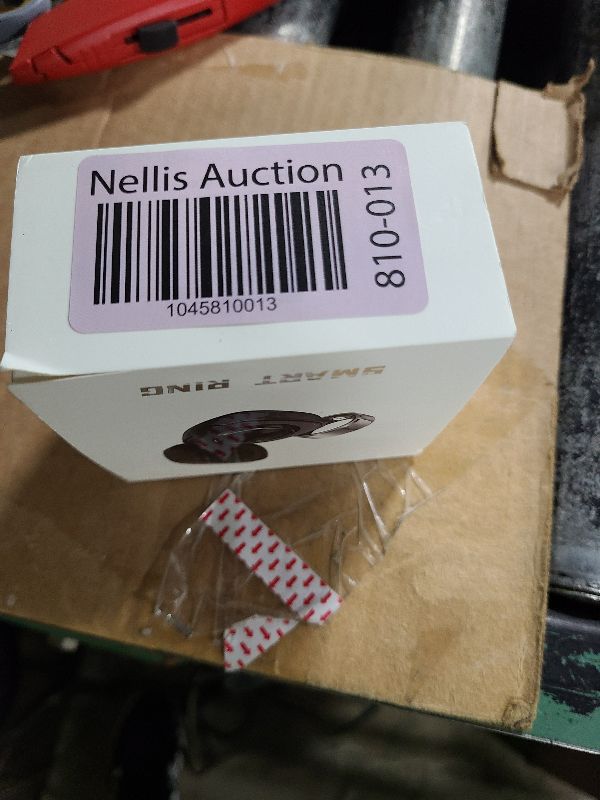 Nellis Auction
1045810013
810-013
SMART RING